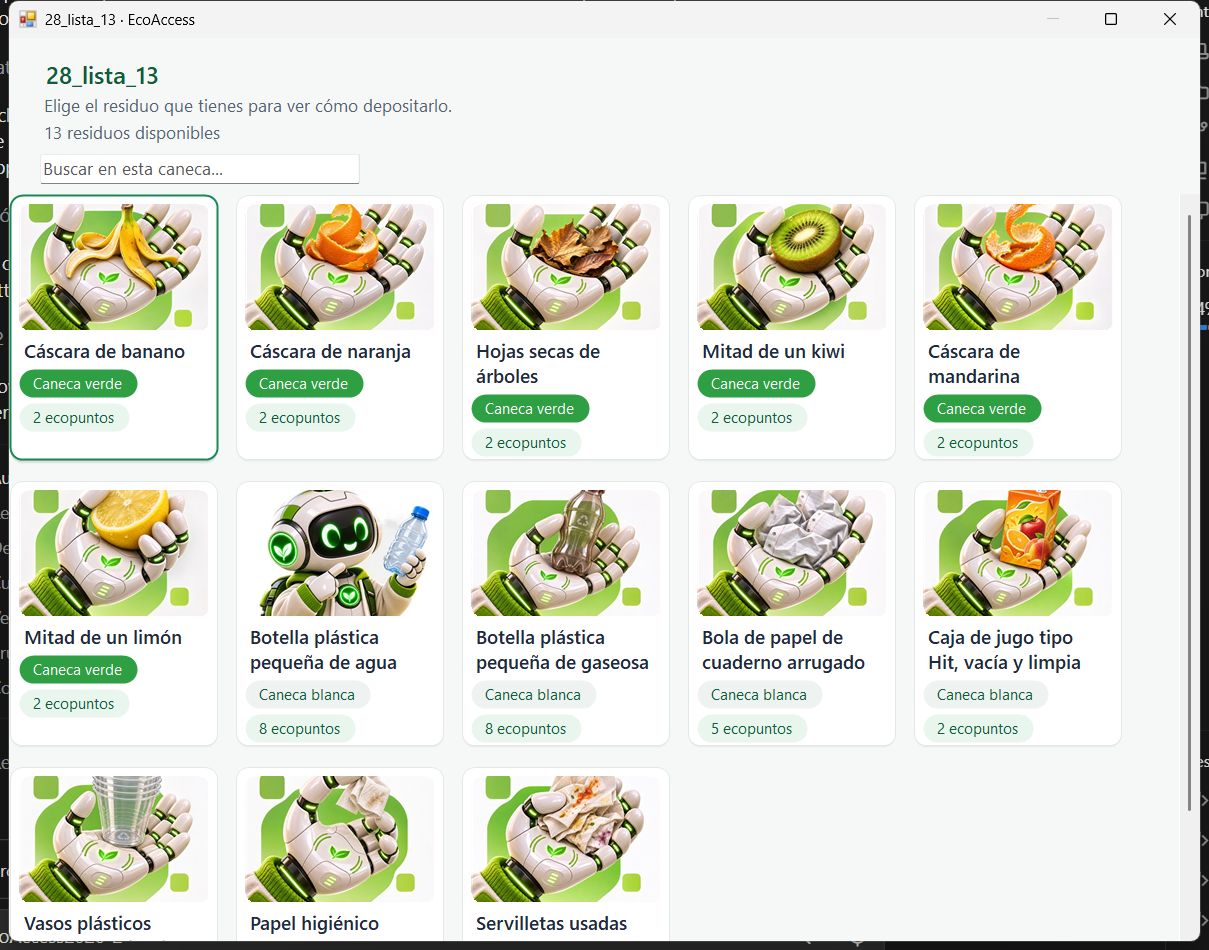 28_lista_13 · EcoAccess
28_lista_13
Elige el residuo que tienes para ver cómo depositarlo.
13 residuos disponibles
Buscar en esta caneca...
Cáscara de banano
Caneca verde
2 ecopuntos
Cáscara de naranja
Caneca verde
2 ecopuntos
Hojas secas de
árboles
Caneca verde
2 ecopuntos
Mitad de un kiwi
Caneca verde
2 ecopuntos
Cáscara de
mandarina
Caneca verde
2 ecopuntos
Mitad de un limón
Caneca verde
2 ecopuntos
Botella plástica
pequeña de agua
Caneca blanca
8 ecopuntos
Botella plástica
pequeña de gaseosa
Caneca blanca
8 ecopuntos
Bola de papel de
cuaderno arrugado
Caneca blanca
5 ecopuntos
Caja de jugo tipo
Hit, vacía y limpia
Caneca blanca
2 ecopuntos
Vasos plásticos
Papel higiénico
Servilletas usadas